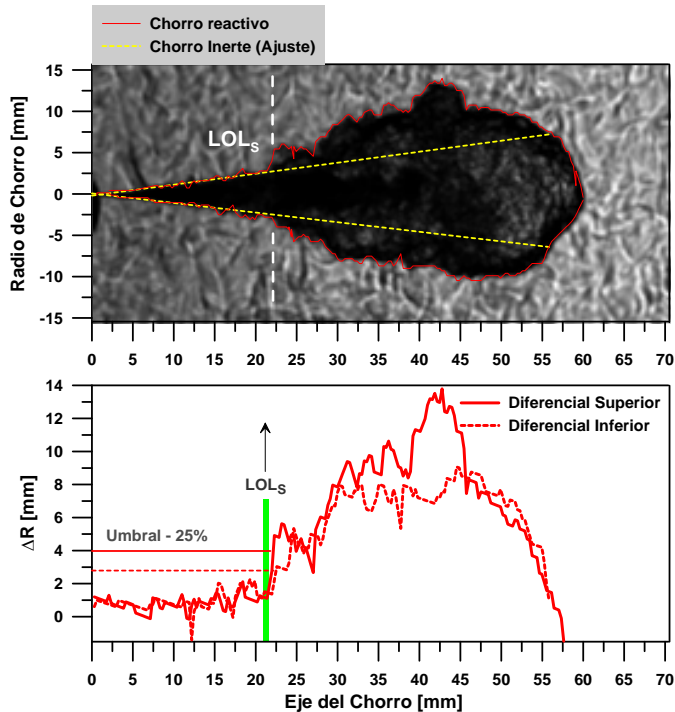 Chorro reactivo
Chorro Inerte (Ajuste)
Radio de Chorro [mm]
15
10
5
0
-5
-10
-15
LOLS
0 5 10 15 20 25 30 35 40 45 50 55 60 65 70
ΔR [mm]
14
12
10
8
6
4
2
0
Diferencial Superior
Diferencial Inferior
LOLS
Umbral - 25%
0 5 10 15 20 25 30 35 40 45 50 55 60 65 70
Eje del Chorro [mm]